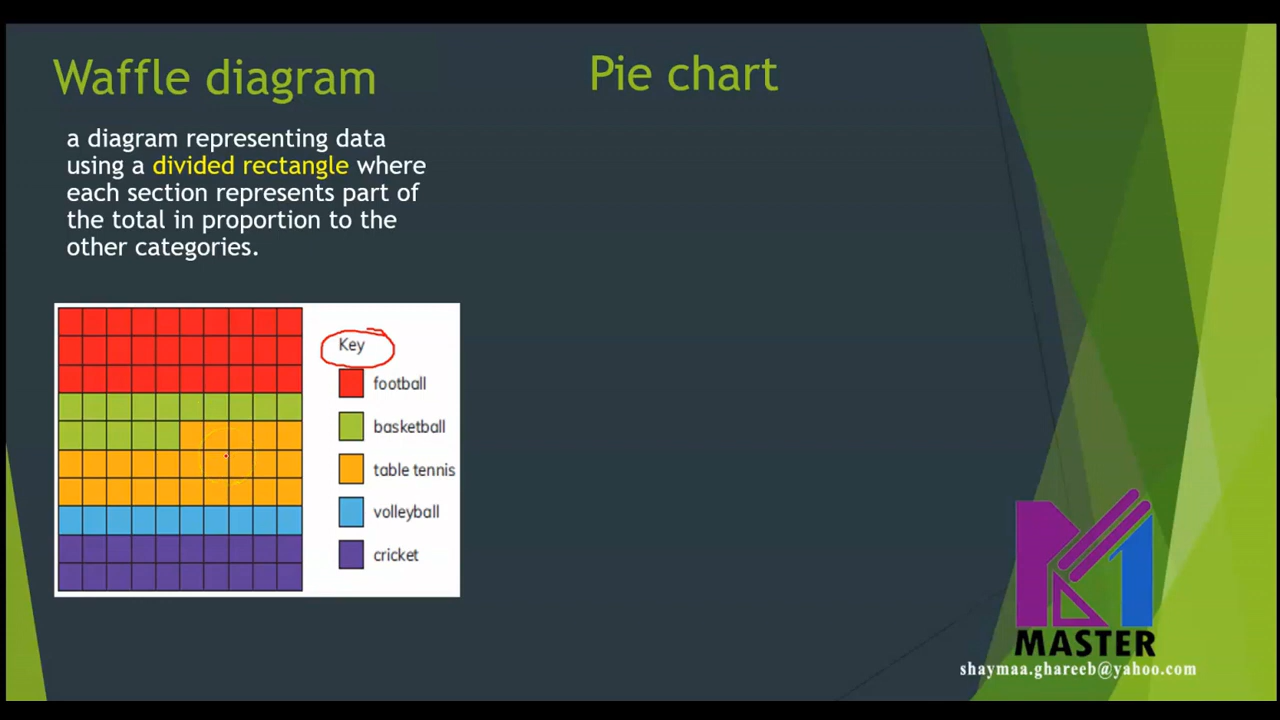 Waffle diagram
a diagram representing data
using a divided rectangle where
each section represents part of
the total in proportion to the
other categories.
Key
football
basketball
table tennis
volleyball
cricket
Pie chart
M1
MASTER
shaymaa.ghareeb@yahoo.com